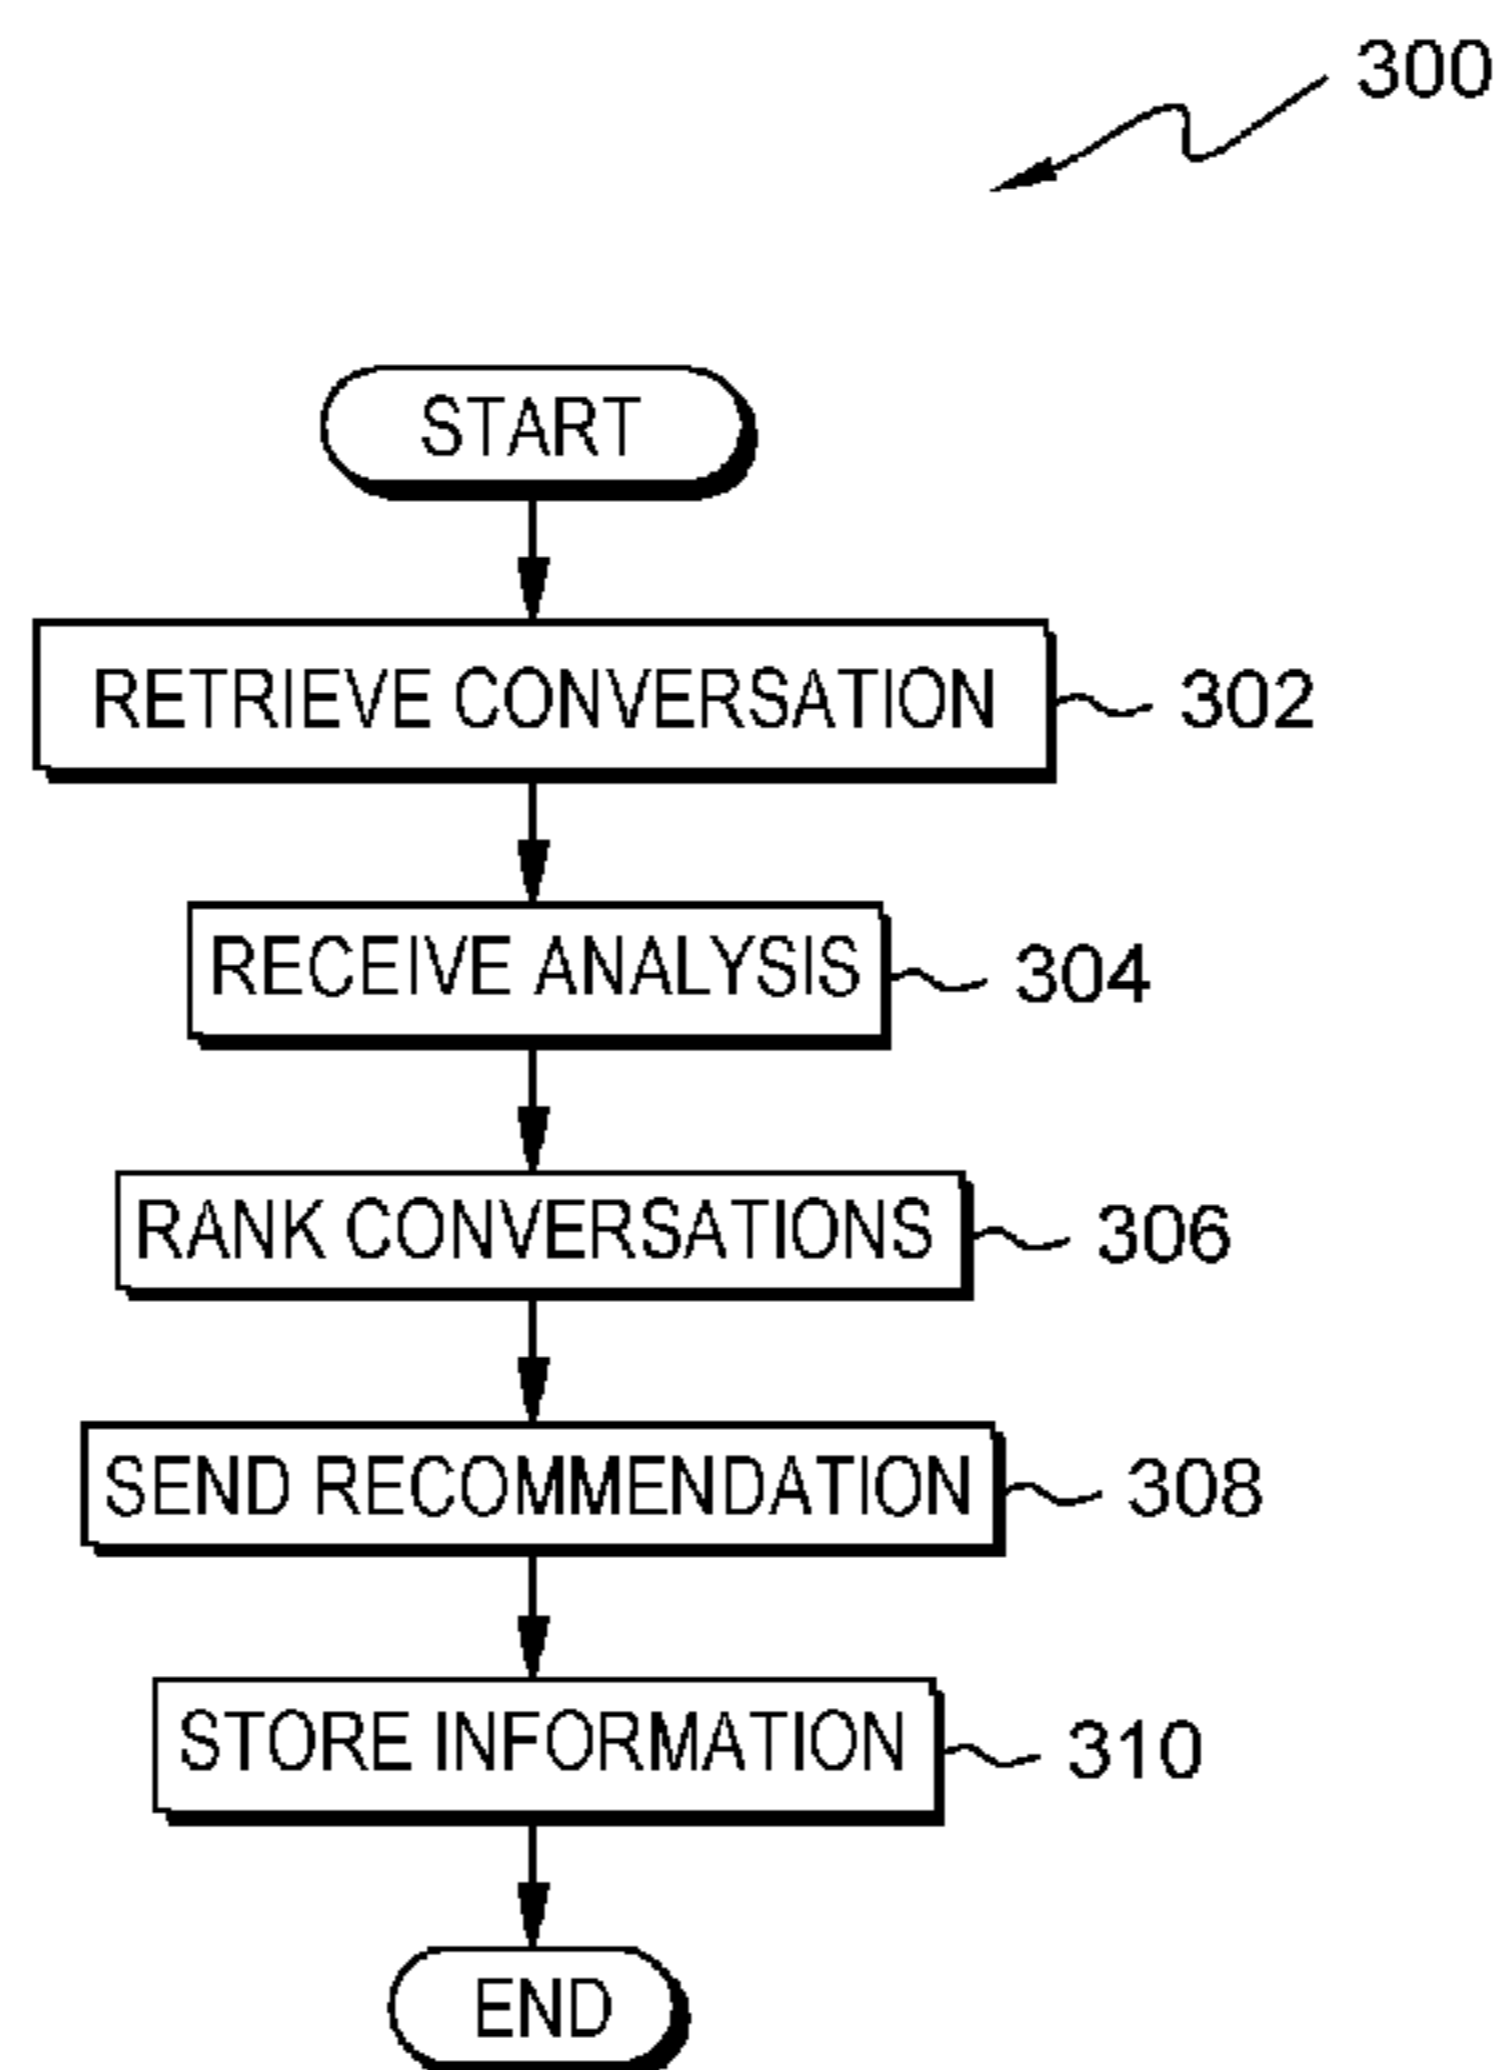 300
START
RETRIEVE CONVERSATION
302
RECEIVE ANALYSIS
304
RANK CONVERSATIONS
306
SEND RECOMMENDATION
308
STORE INFORMATION
310
END